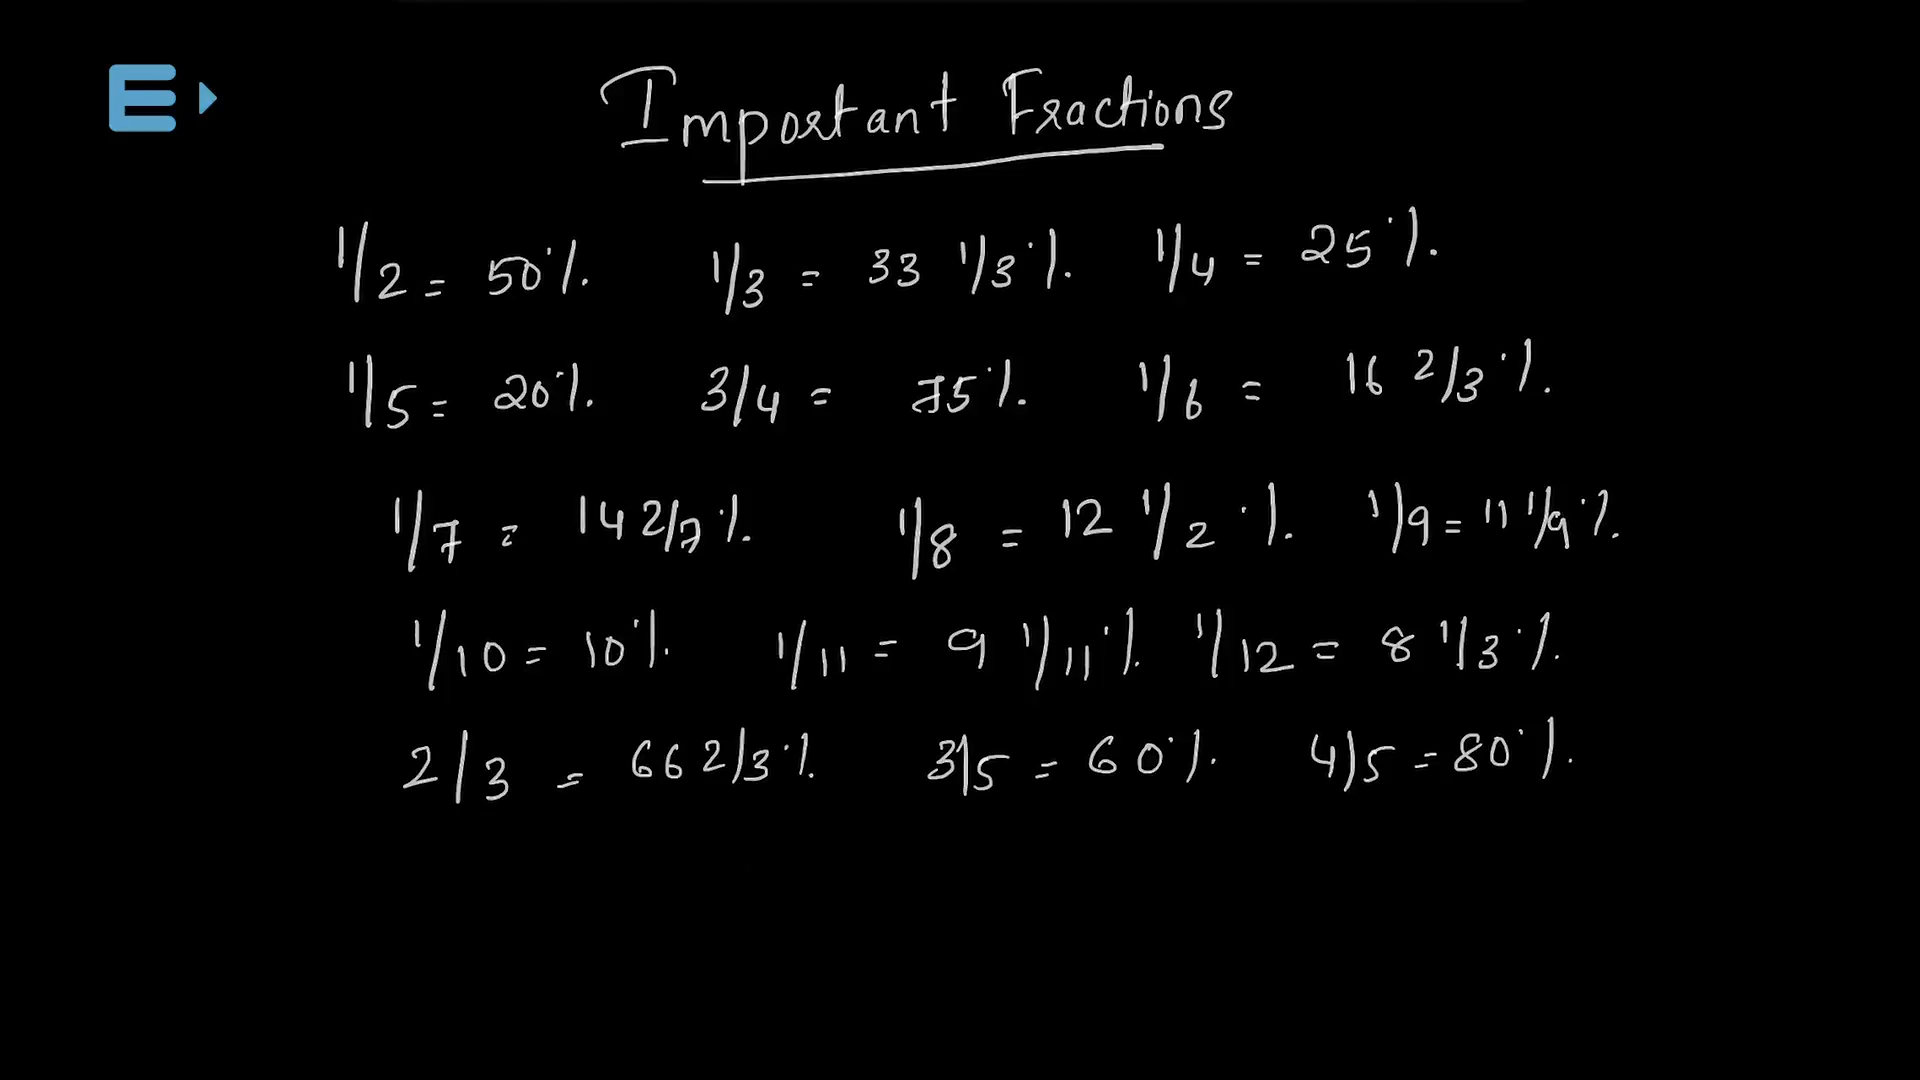 E
Important Fractions
1/2 = 50% 1/3 = 33 1/3% 1/4 = 25%
1/5 = 20% 3/4 = 75% 1/6 = 16 2/3%
1/7 = 14 2/7% 1/8 = 12 1/2% 1/9 = 11 1/9%
1/10 = 10% 1/11 = 9 1/11% 1/12 = 8 1/3%
2/3 = 66 2/3% 3/5 = 60% 4/5 = 80%